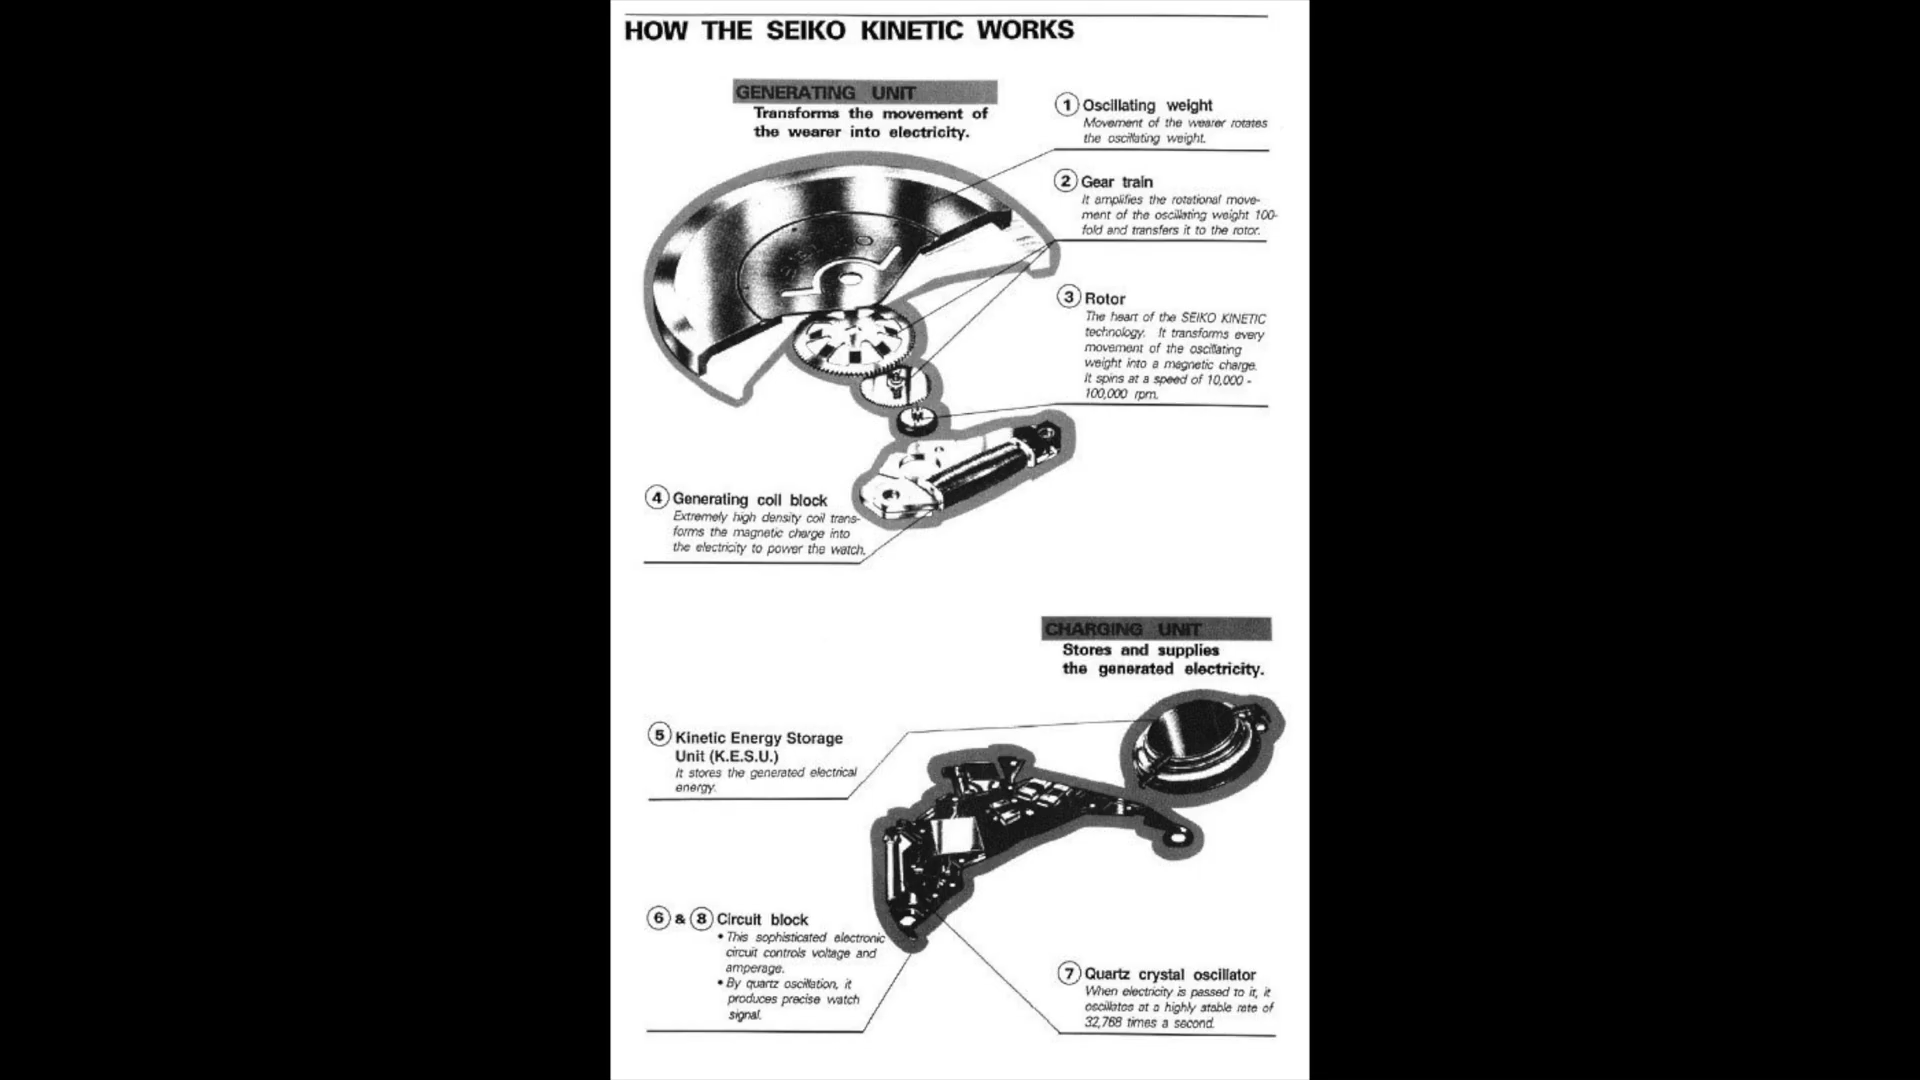 HOW THE SEIKO KINETIC WORKS
GENERATING UNIT
Transforms the movement of
the wearer into electricity.
1 Oscillating weight
Movement of the wearer rotates
the oscillating weight.
2 Gear train
It amplifies the rotational move-
ment of the oscillating weight 100-
fold and transfers it to the rotor.
SEIKO
3 Rotor
The heart of the SEIKO KINETIC
technology. It transforms every
movement of the oscillating
weight into a magnetic charge.
It spins at a speed of 10,000 -
100,000 rpm.
4 Generating coil block
Extremely high density coil trans-
forms the magnetic charge into
the electricity to power the watch.
CHARGING UNIT
Stores and supplies
the generated electricity.
5 Kinetic Energy Storage
Unit (K.E.S.U.)
It stores the generated electrical
energy.
6 & 8 Circuit block
• This sophisticated electronic
circuit controls voltage and
amperage.
• By quartz oscillation, it
produces precise watch
signal.
7 Quartz crystal oscillator
When electricity is passed to it, it
oscillates at a highly stable rate of
32,768 times a second.